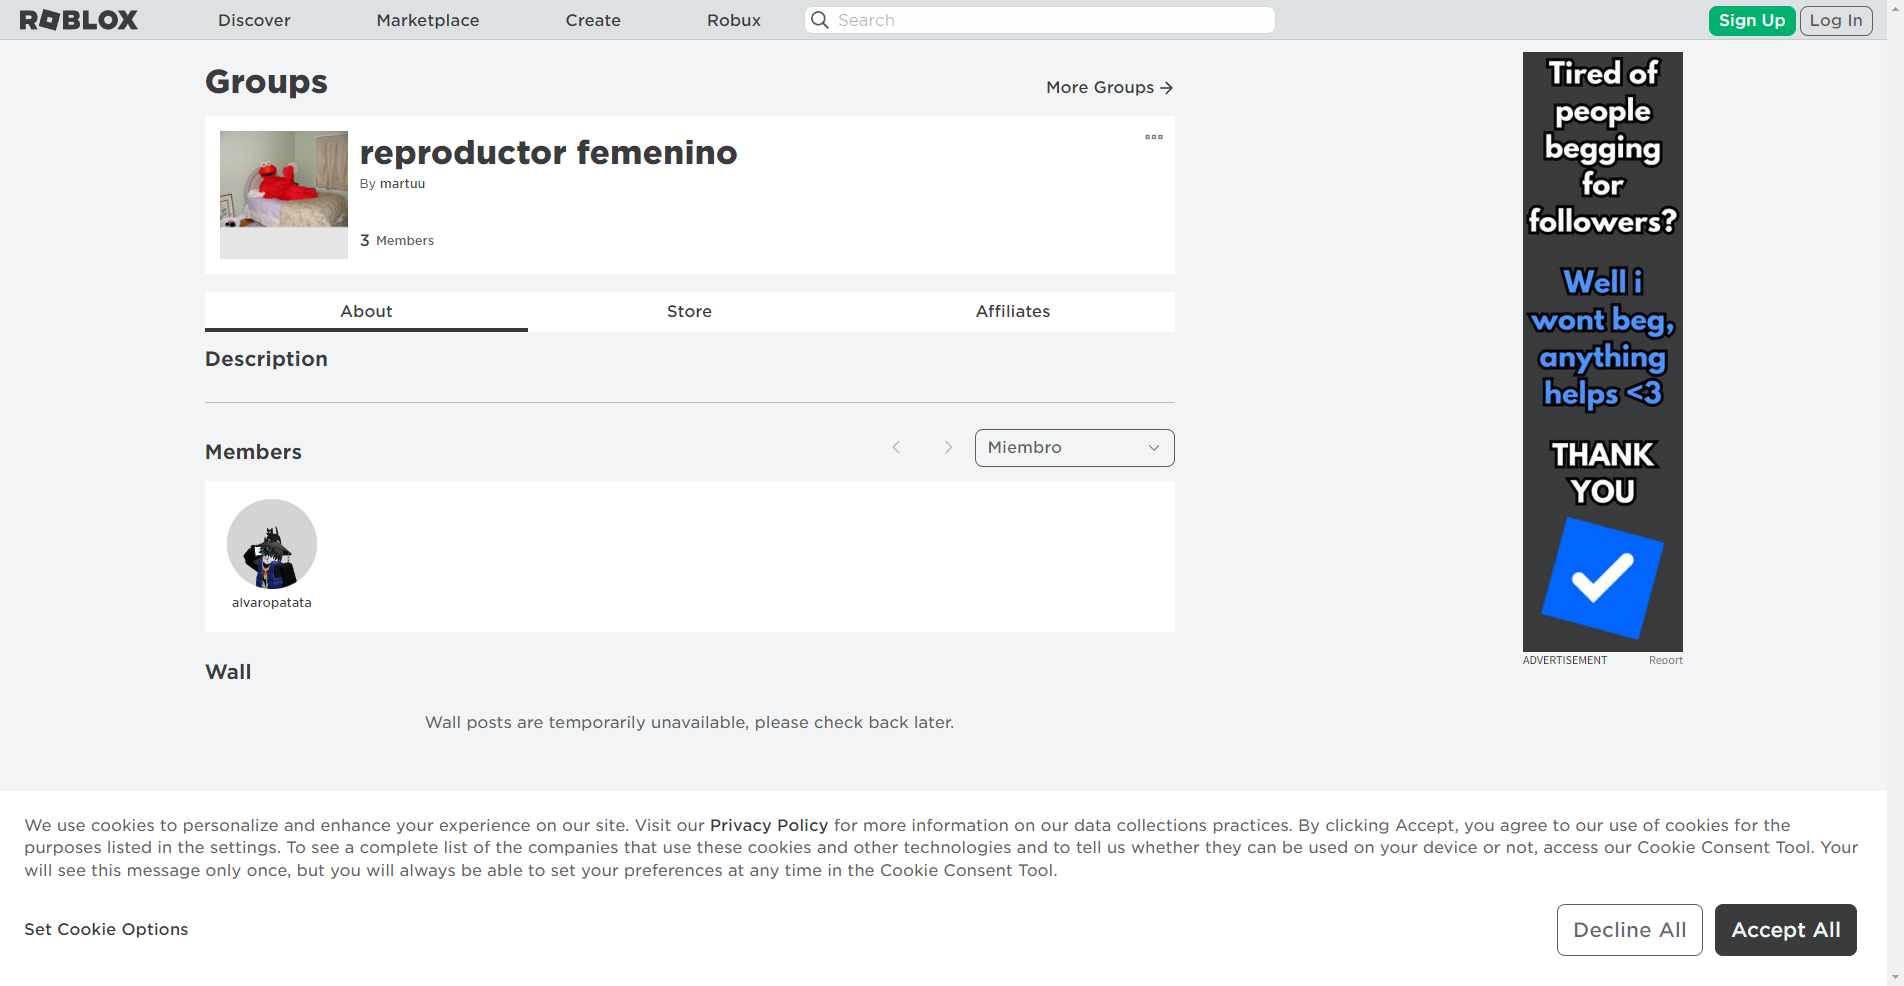 ROBLOX
Discover
Marketplace
Create
Robux
Search
Sign Up
Log In
Groups
More Groups
reproductor femenino
By martuu
3 Members
About
Store
Affiliates
Description
Members
Miembro
alvaropatata
Wall
Wall posts are temporarily unavailable, please check back later.
Tired of
people
begging
for
followers?
Well i
wont beg,
anything
helps <3
THANK
YOU
ADVERTISEMENT
Report
We use cookies to personalize and enhance your experience on our site. Visit our Privacy Policy for more information on our data collections practices. By clicking Accept, you agree to our use of cookies for the
purposes listed in the settings. To see a complete list of the companies that use these cookies and other technologies and to tell us whether they can be used on your device or not, access our Cookie Consent Tool. Your
will see this message only once, but you will always be able to set your preferences at any time in the Cookie Consent Tool.
Set Cookie Options
Decline All
Accept All